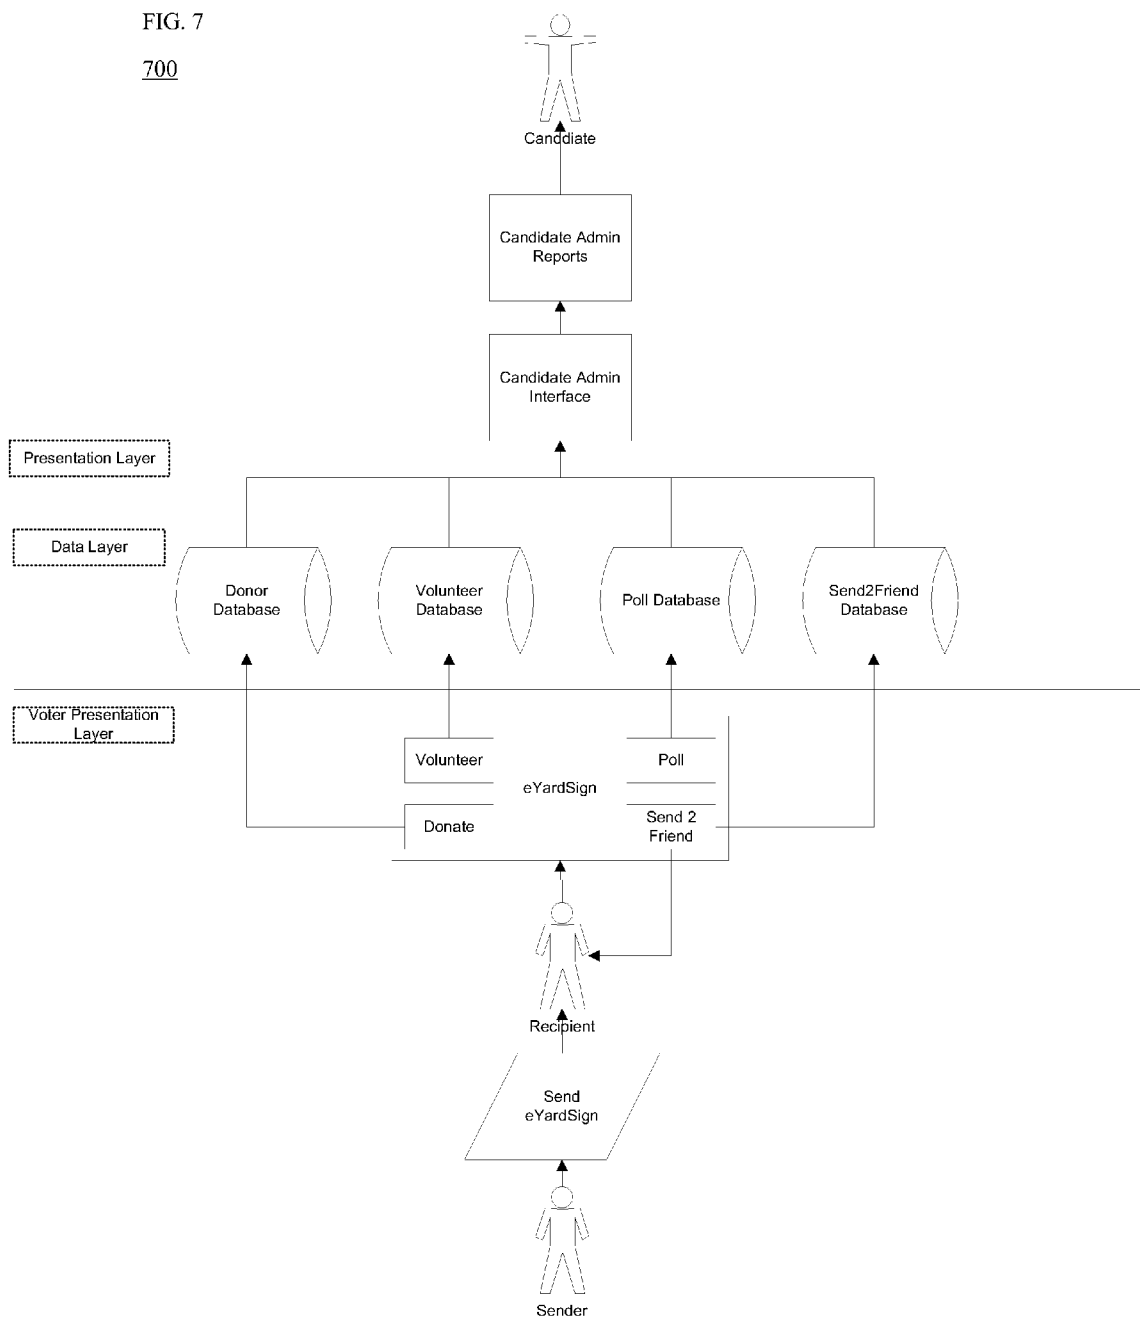 FIG. 7
700
Canddiate
Candidate Admin
Reports
Candidate Admin
Interface
Presentation Layer
Data Layer
Donor
Database
Volunteer
Database
Poll Database
Send2Friend
Database
Voter Presentation
Layer
Volunteer
Poll
eYardSign
Donate
Send 2
Friend
Recipient
Send
eYardSign
Sender